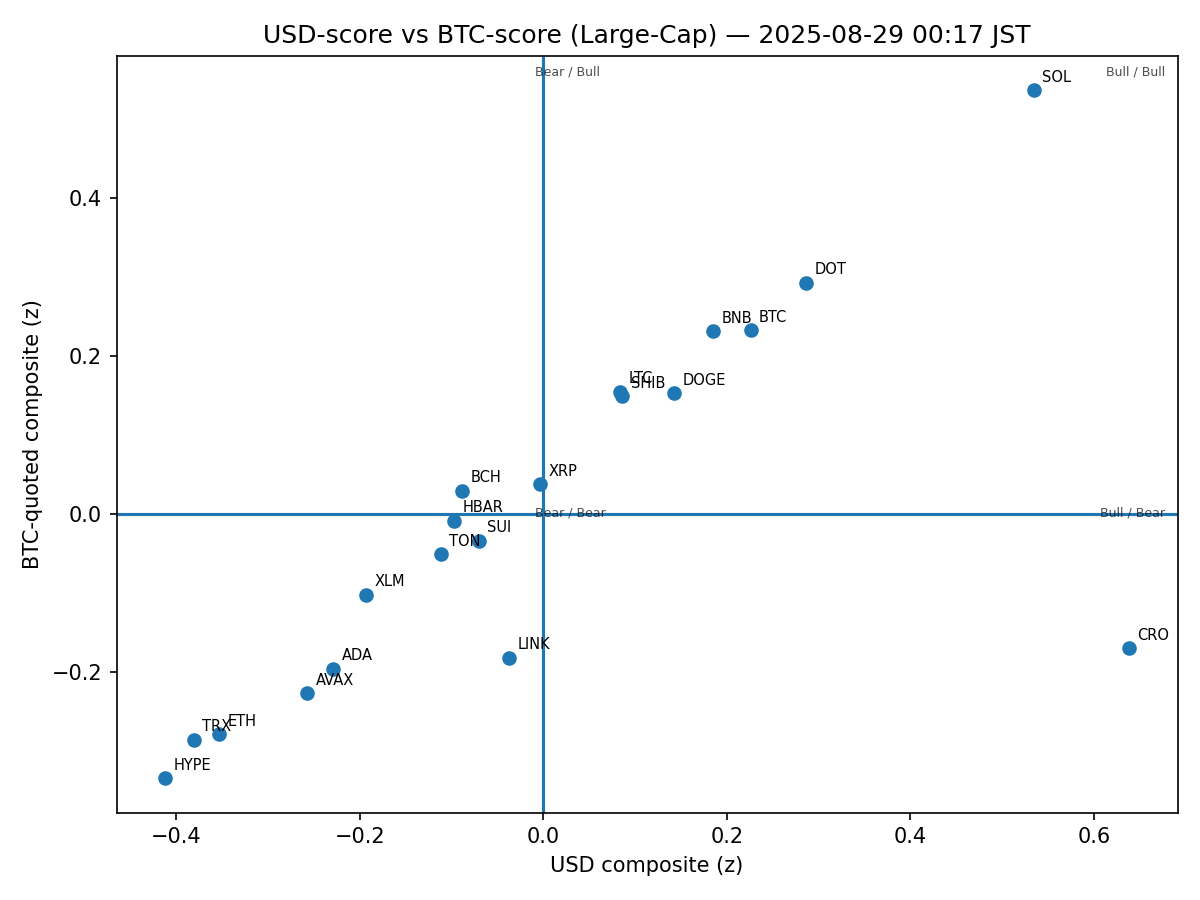 USD-score vs BTC-score (Large-Cap) — 2025-08-29 00:17 JST
Bear / Bull
Bull / Bull
SOL
0.4
DOT
BNB
BTC
0.2
LTC
SHIB
DOGE
BCH
XRP
HBAR
0.0
Bear / Bear
Bull / Bear
SUI
TON
XLM
LINK
CRO
ADA
−0.2
AVAX
TRX
ETH
HYPE
−0.4
−0.2
0.0
0.2
0.4
0.6
USD composite (z)
BTC-quoted composite (z)